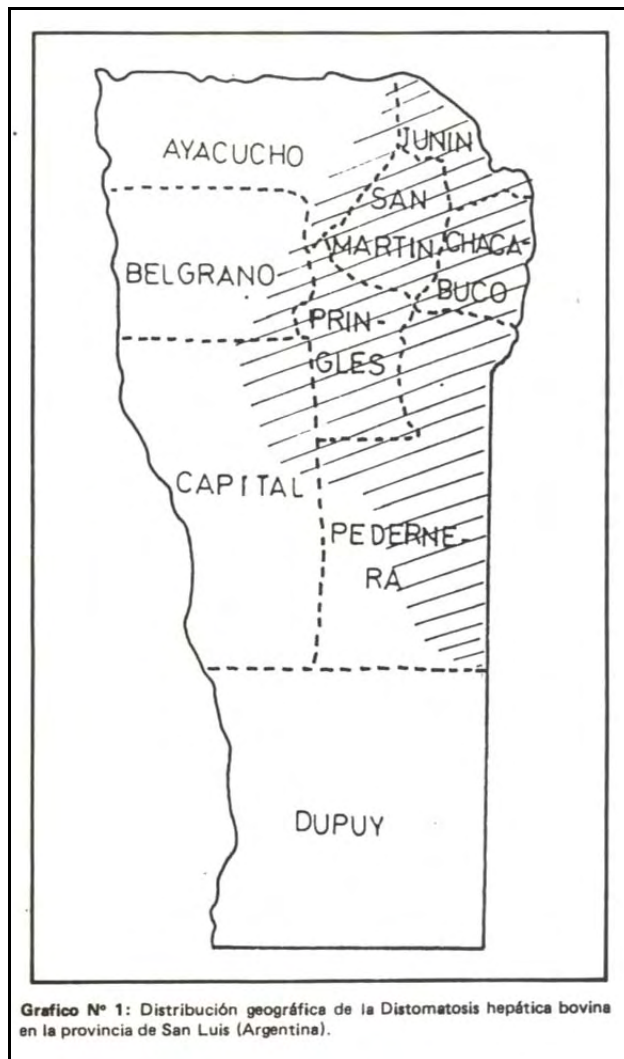 AYACUCHO
JUNIN
SAN
MARTIN
CHACA-
BUCO
BELGRANO
PRIN-
GLES
CAPITAL
PEDERNE-
RA
DUPUY
Grafico Nº 1: Distribución geográfica de la Distomatosis hepática bovina
en la provincia de San Luis (Argentina).